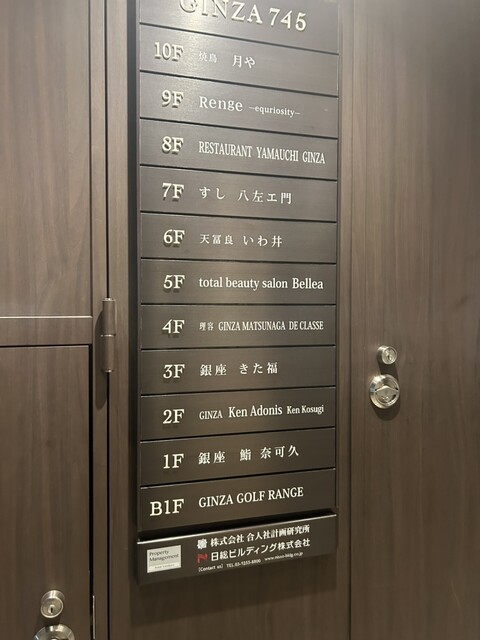 GINZA 745
10F 焼鳥 月や
9F Renge —equriosity—
8F RESTAURANT YAMAUCHI GINZA
7F すし 八左エ門
6F 天冨良 いわ井
5F total beauty salon Bellea
4F 理容 GINZA MATSUNAGA DE CLASSE
3F 銀座 きた福
2F GINZA Ken Adonis Ken Kosugi
1F 銀座 鮨 奈可久
B1F GINZA GOLF RANGE
Property Management
株式会社 合人社計画研究所
日総ビルディング株式会社
[Contact us]